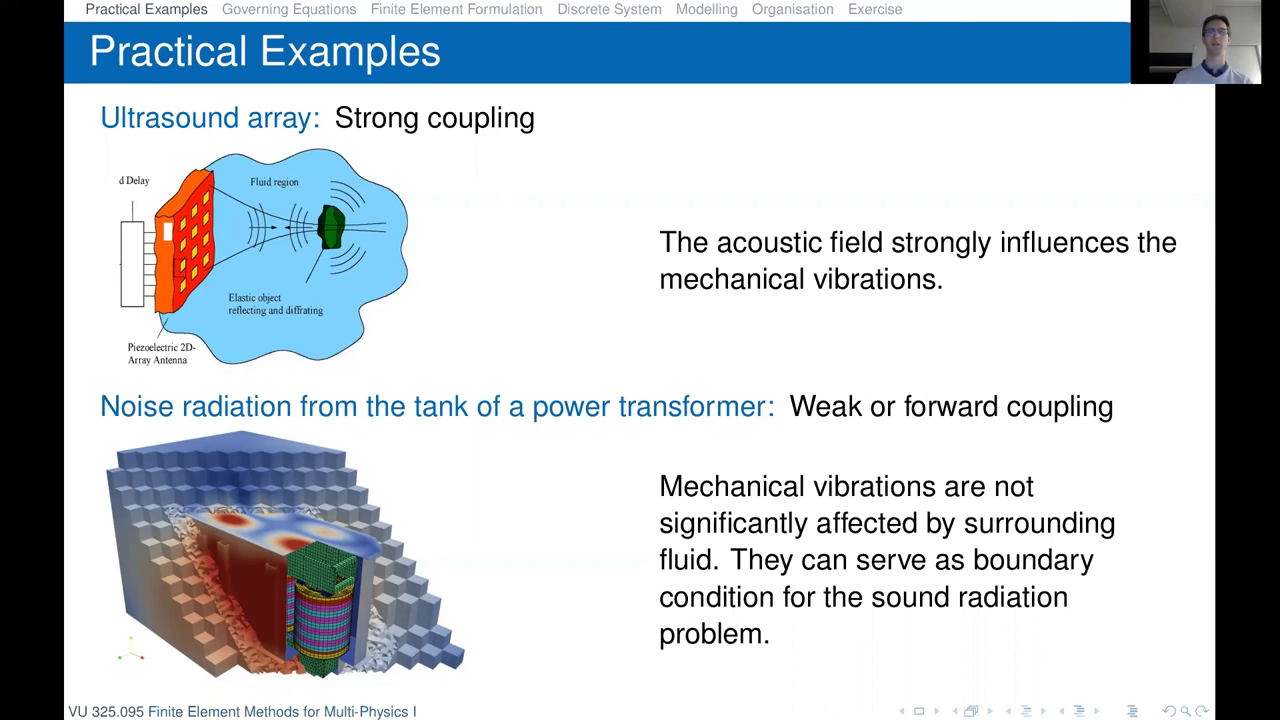 Practical Examples Governing Equations Finite Element Formulation Discrete System Modelling Organisation Exercise
Practical Examples
Ultrasound array: Strong coupling
d Delay
Fluid region
Elastic object
reflecting and diffrating
Piezoelectric 2D-
Array Antenna
The acoustic field strongly influences the
mechanical vibrations.
Noise radiation from the tank of a power transformer: Weak or forward coupling
Mechanical vibrations are not
significantly affected by surrounding
fluid. They can serve as boundary
condition for the sound radiation
problem.
VU 325.095 Finite Element Methods for Multi-Physics I